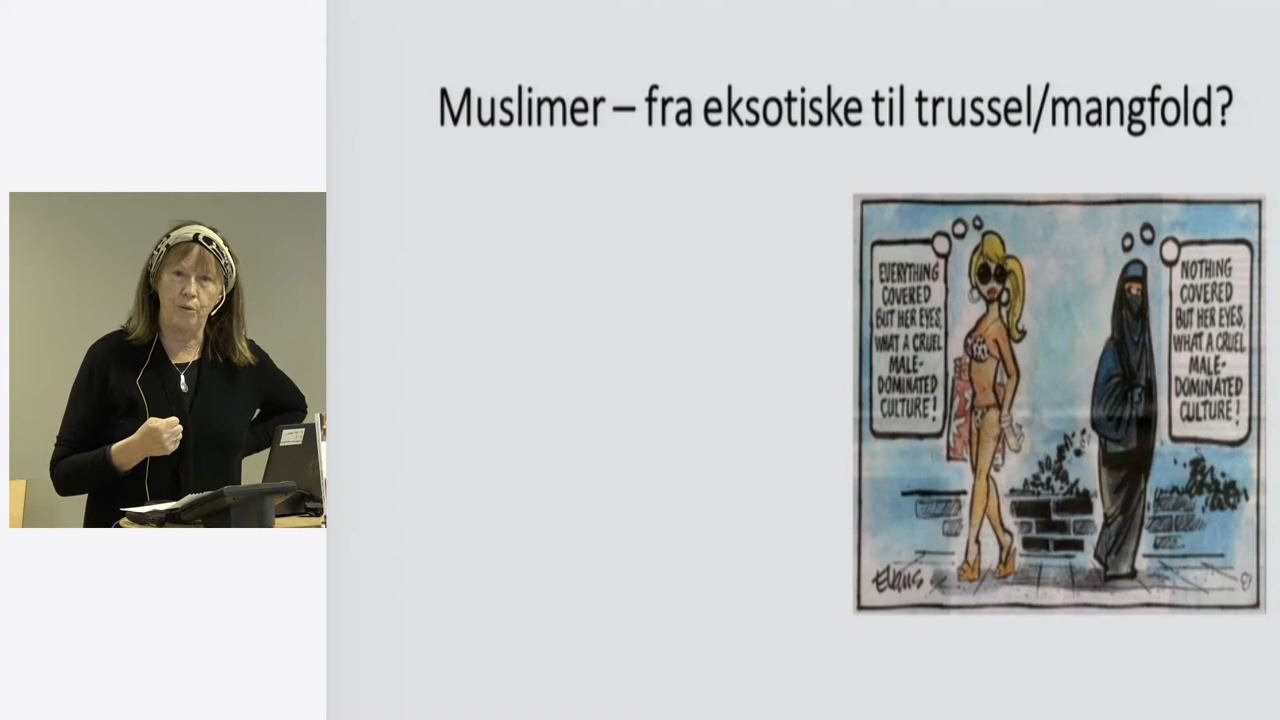 Muslimer – fra eksotiske til trussel/mangfold?
EVERYTHING
COVERED
BUT HER EYES,
WHAT A CRUEL
MALE-
DOMINATED
CULTURE!
NOTHING
COVERED
BUT HER EYES,
WHAT A CRUEL
MALE-
DOMINATED
CULTURE!
Evans